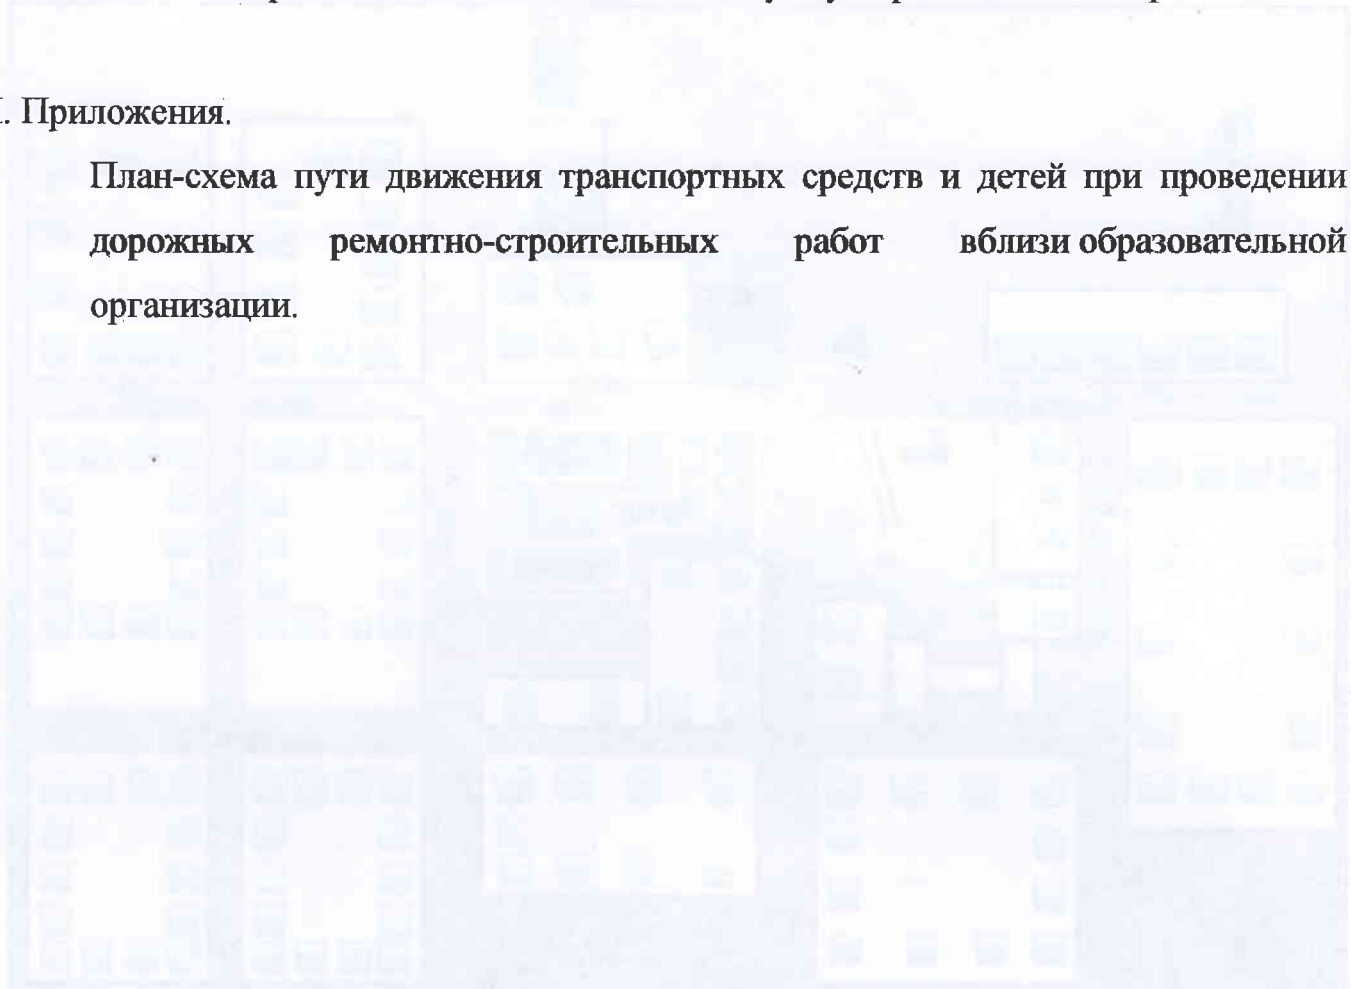 I. Приложения.
План-схема пути движения транспортных средств и детей при проведении
дорожных ремонтно-строительных работ вблизи образовательной
организации.